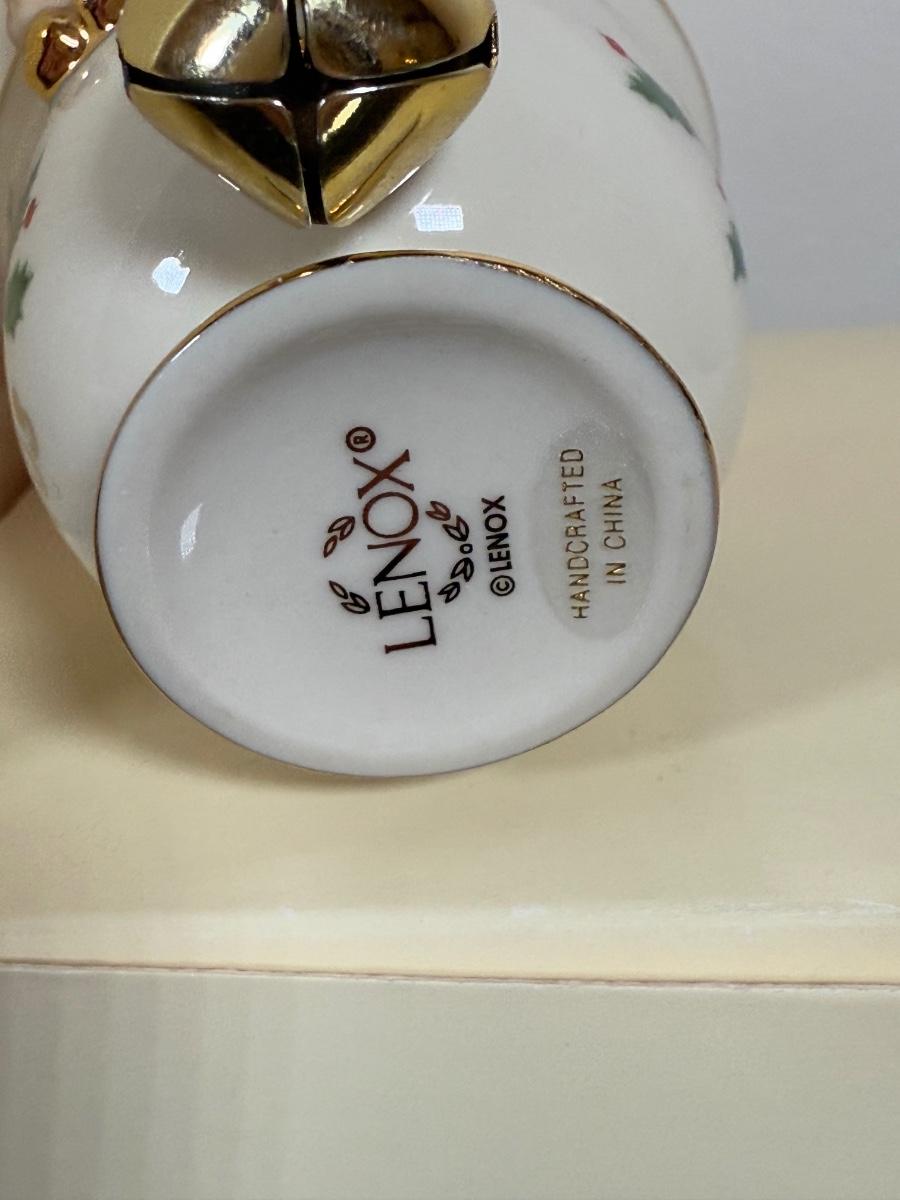 LENOX®
© LENOX
HANDCRAFTED
IN CHINA